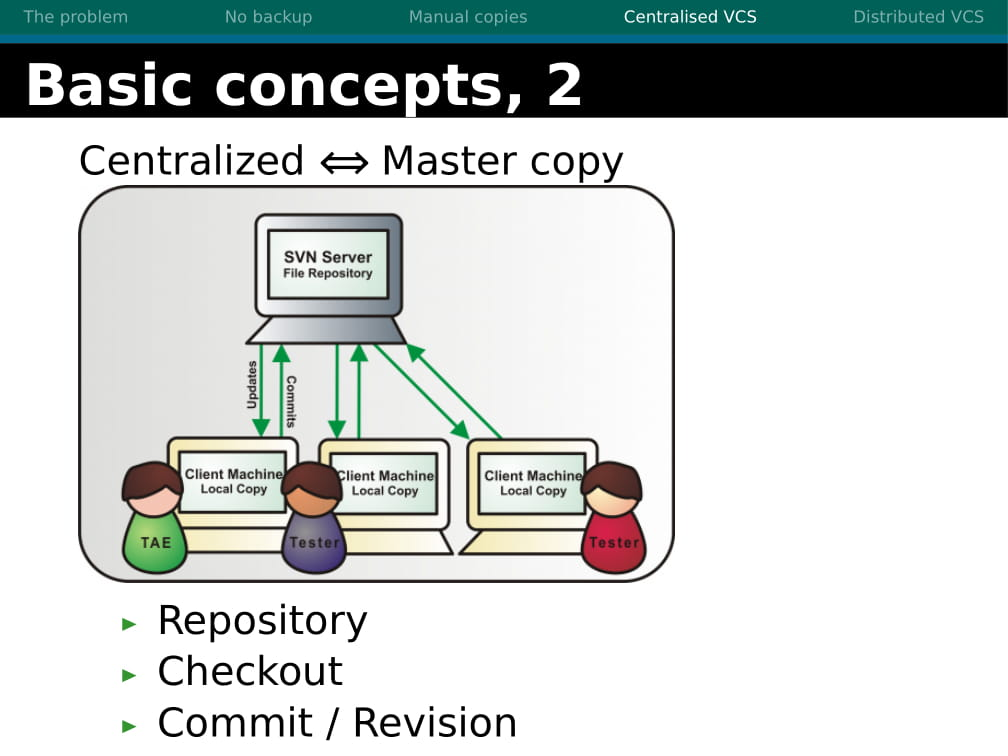 The problem No backup Manual copies Centralised VCS Distributed VCS
Basic concepts, 2
Centralized ⇔ Master copy
SVN Server
File Repository
Updates
Commits
Client Machine
Local Copy
Client Machine
Local Copy
Client Machine
Local Copy
TAE
Tester
Tester
► Repository
► Checkout
► Commit / Revision